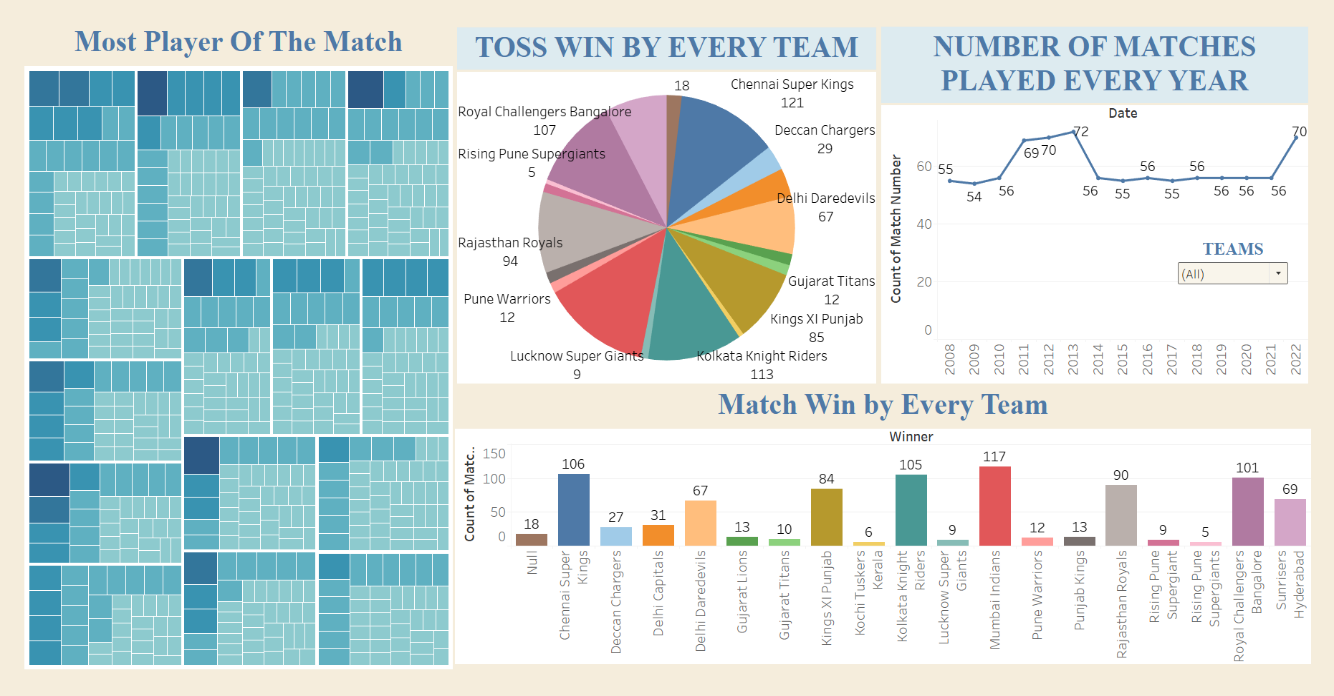 Most Player Of The Match
TOSS WIN BY EVERY TEAM
18
Chennai Super Kings
121
Royal Challengers Bangalore
107
Deccan Chargers
29
Rising Pune Supergiants
5
Delhi Daredevils
67
Rajasthan Royals
94
Gujarat Titans
12
Pune Warriors
12
Kings XI Punjab
85
Lucknow Super Giants
9
Kolkata Knight Riders
113
NUMBER OF MATCHES
PLAYED EVERY YEAR
Date
Count of Match Number
60
40
20
0
55
54
56
69
70
72
56
55
56
55
56
56
56
56
70
TEAMS
(All)
2008
2009
2010
2011
2012
2013
2014
2015
2016
2017
2018
2019
2020
2021
2022
Match Win by Every Team
Winner
Count of Matc..
150
100
50
0
18
106
27
31
67
13
10
84
6
105
9
117
12
13
90
9
5
101
69
Null
Chennai Super
Kings
Deccan Chargers
Delhi Capitals
Delhi Daredevils
Gujarat Lions
Gujarat Titans
Kings XI Punjab
Kochi Tuskers
Kerala
Kolkata Knight
Riders
Lucknow Super
Giants
Mumbai Indians
Pune Warriors
Punjab Kings
Rajasthan Royals
Rising Pune
Supergiant
Rising Pune
Supergiants
Royal Challengers
Bangalore
Sunrisers
Hyderabad